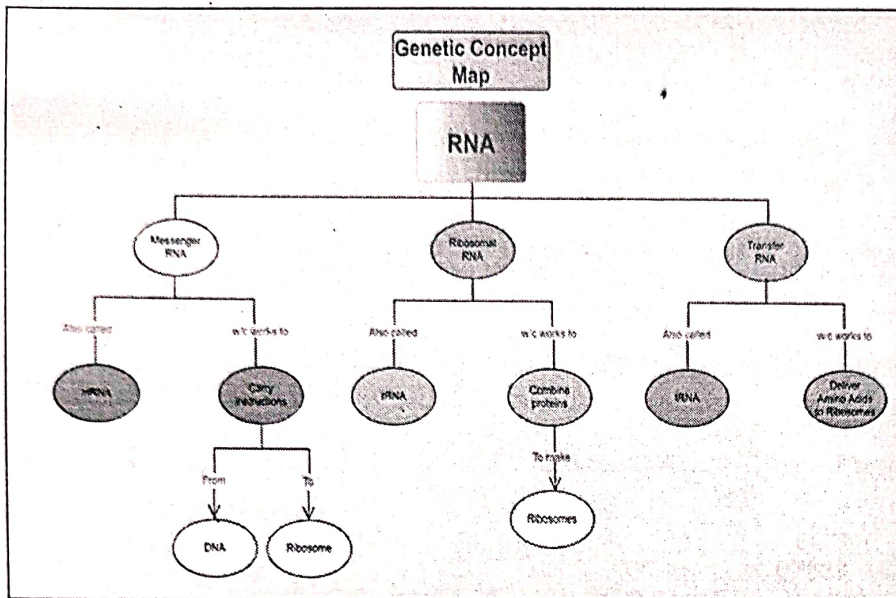 Genetic Concept
Map
RNA
Messenger
RNA
Ribosomal
RNA
Transfer
RNA
Also called
w/c works to
Also called
w/c works to
Also called
w/c works to
mRNA
Carry
instructions
rRNA
Combine
proteins
tRNA
Deliver
Amino Acids
to Ribosomes
From
To
To make
DNA
Ribosome
Ribosomes